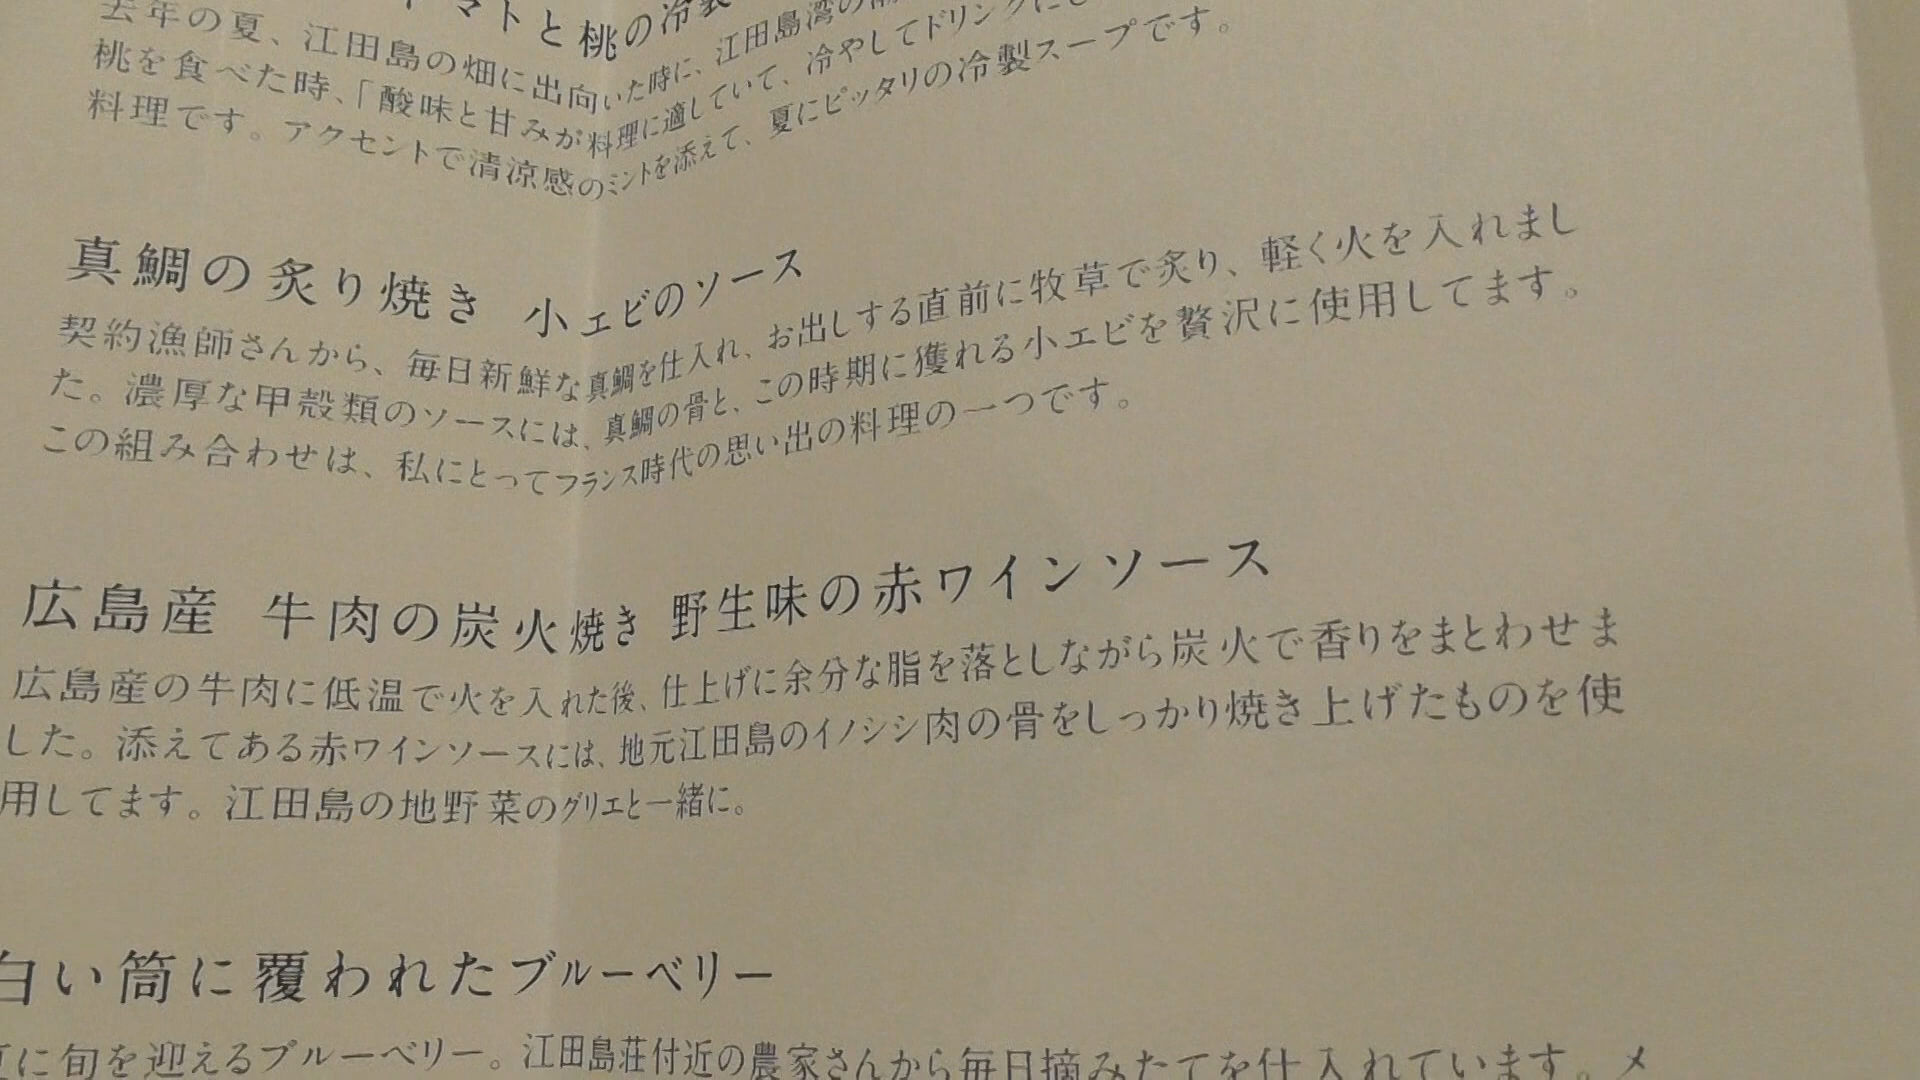 トマトと桃の冷製
去年の夏、江田島の畑に出向いた時に、江田島湾の
桃を食べた時、「酸味と甘みが料理に適していて、冷やしてドリンクにし
料理です。アクセントで清涼感のミントを添えて、夏にピッタリの冷製スープです。
真鯛の炙り焼き 小エビのソース
契約漁師さんから、毎日新鮮な真鯛を仕入れ、お出しする直前に牧草で炙り、軽く火を入れまし
た。濃厚な甲殻類のソースには、真鯛の骨と、この時期に獲れる小エビを贅沢に使用してます。
この組み合わせは、私にとってフランス時代の思い出の料理の一つです。
広島産 牛肉の炭火焼き 野生味の赤ワインソース
広島産の牛肉に低温で火を入れた後、仕上げに余分な脂を落としながら炭火で香りをまとわせま
した。添えてある赤ワインソースには、地元江田島のイノシシ肉の骨をしっかり焼き上げたものを使
用してます。江田島の地野菜のグリエと一緒に。
白い筒に覆われたブルーベリー
に旬を迎えるブルーベリー。江田島荘付近の農家さんから毎日摘みたてを仕入れています。メ